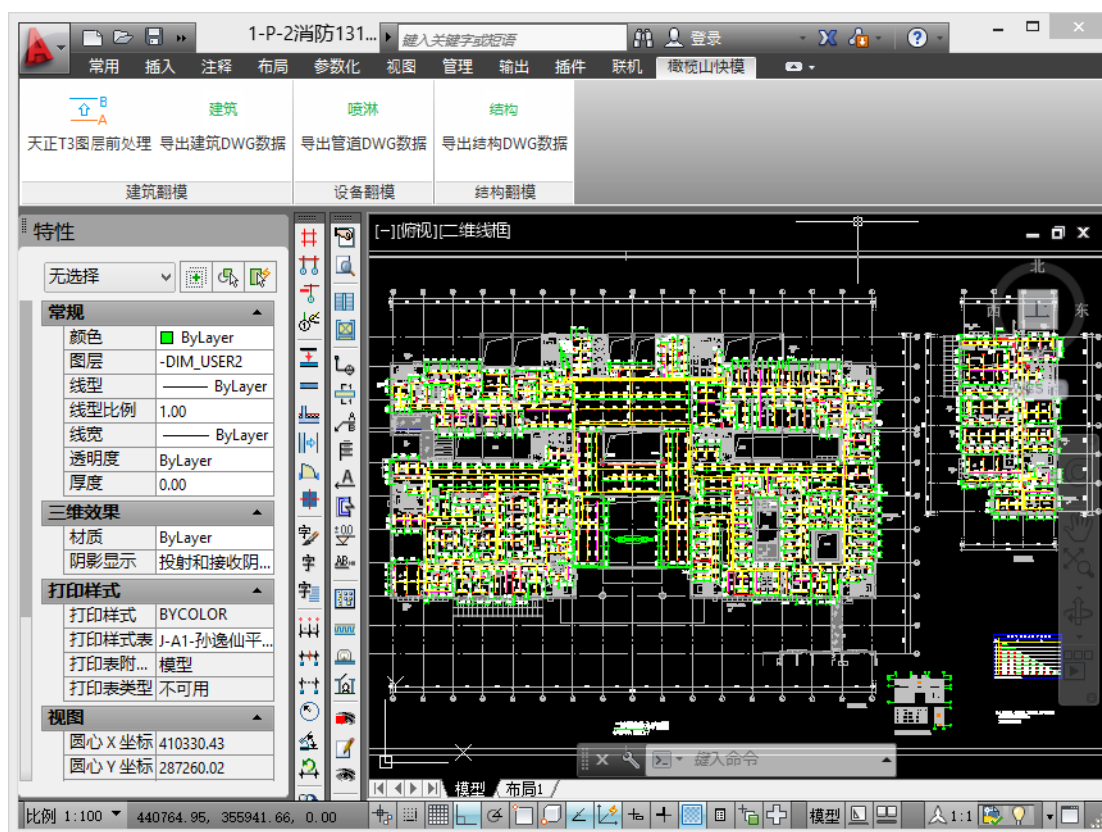 1-P-2消防131...
键入关键字或短语
登录
常用 插入 注释 布局 参数化 视图 管理 输出 插件 联机 橄榄山快模
B
A
建筑 喷淋 结构
天正T3图层前处理 导出建筑DWG数据 导出管道DWG数据 导出结构DWG数据
建筑翻模 设备翻模 结构翻模
特性
[-][俯视][二维线框]
无选择
北
西 上 东
常规
颜色 ByLayer
图层 -DIM_USER2
线型 ByLayer
线型比例 1.00
线宽 ByLayer
透明度 ByLayer
厚度 0.00
三维效果
材质 ByLayer
阴影显示 投射和接收阴...
打印样式
打印样式 BYCOLOR
打印样式表 J-A1-孙逸仙平...
打印表附... 模型
打印表类型 不可用
视图
圆心 X 坐标 410330.43
圆心 Y 坐标 287260.02
键入命令
模型 布局1
比例 1:100 440764.95, 355941.66, 0.00 模型 1:1